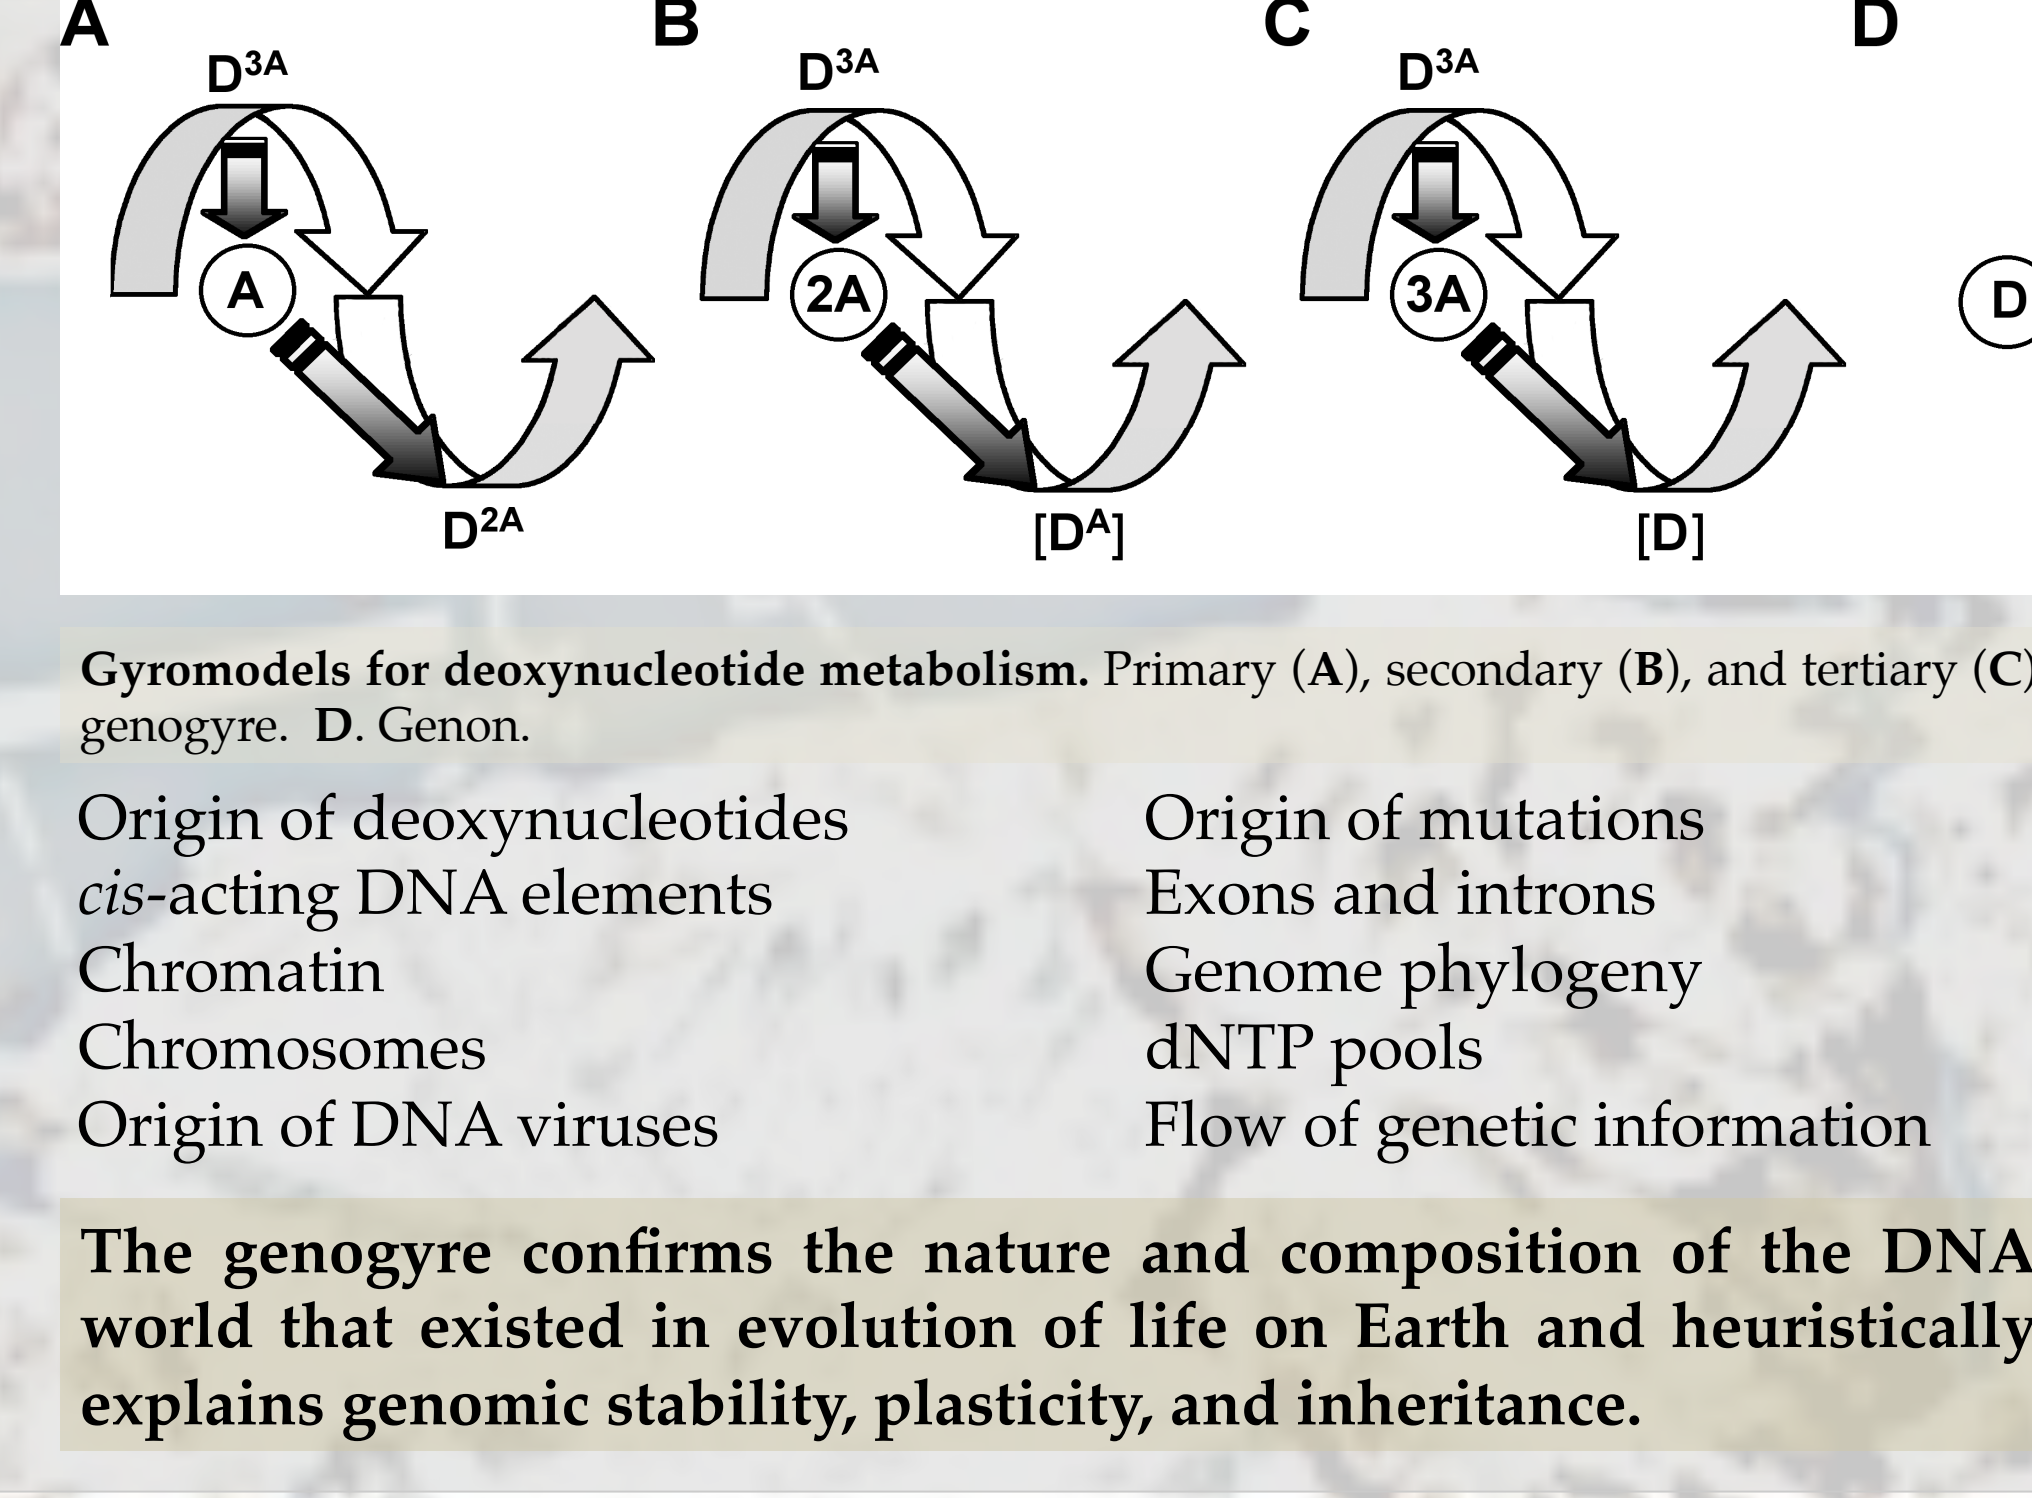 A B C D
D³ᴬ D³ᴬ D³ᴬ
A 2A 3A D
D²ᴬ [Dᴬ] [D]
Gyromodels for deoxynucleotide metabolism. Primary (A), secondary (B), and tertiary (C)
genogyre. D. Genon.
Origin of deoxynucleotides
cis-acting DNA elements
Chromatin
Chromosomes
Origin of DNA viruses
Origin of mutations
Exons and introns
Genome phylogeny
dNTP pools
Flow of genetic information
The genogyre confirms the nature and composition of the DNA
world that existed in evolution of life on Earth and heuristically
explains genomic stability, plasticity, and inheritance.